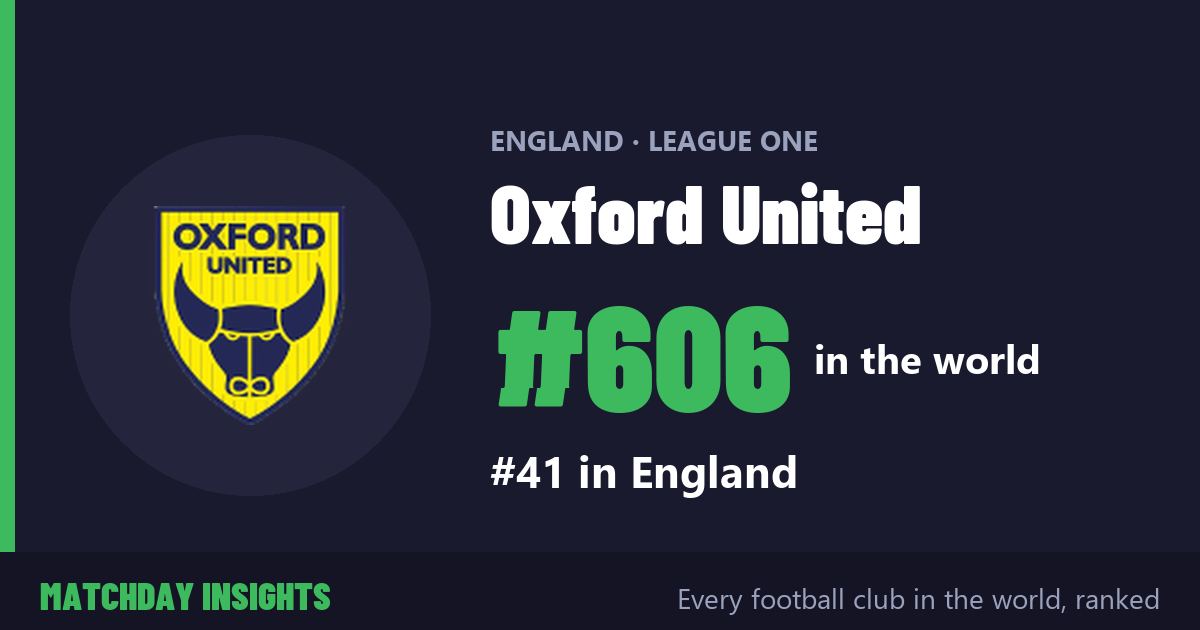 ENGLAND · LEAGUE ONE
Oxford United
OXFORD
UNITED
#606 in the world
#41 in England
MATCHDAY INSIGHTS
Every football club in the world, ranked